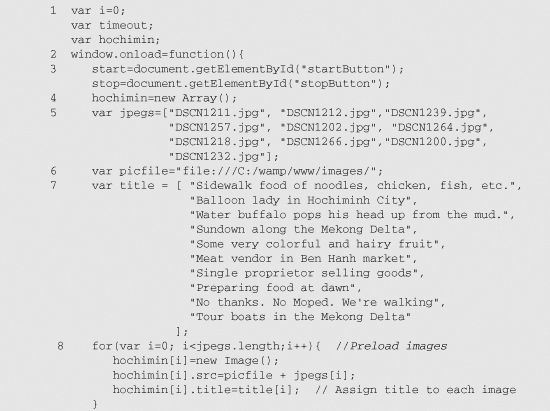 1 var i=0;
var timeout;
var hochimin;
2 window.onload=function(){
3 start=document.getElementById("startButton");
stop=document.getElementById("stopButton");
4 hochimin=new Array();
5 var jpegs=["DSCN1211.jpg", "DSCN1212.jpg","DSCN1239.jpg",
"DSCN1257.jpg", "DSCN1202.jpg", "DSCN1264.jpg",
"DSCN1218.jpg", "DSCN1266.jpg","DSCN1200.jpg",
"DSCN1232.jpg"];
6 var picfile="file:///C:/wamp/www/images/";
7 var title = [ "Sidewalk food of noodles, chicken, fish, etc.",
"Balloon lady in Hochiminh City",
"Water buffalo pops his head up from the mud.",
"Sundown along the Mekong Delta",
"Some very colorful and hairy fruit",
"Meat vendor in Ben Hanh market",
"Single proprietor selling goods",
"Preparing food at dawn",
"No thanks. No Moped. We're walking",
"Tour boats in the Mekong Delta"
];
8 for(var i=0; i<jpegs.length;i++){ //Preload images
hochimin[i]=new Image();
hochimin[i].src=picfile + jpegs[i];
hochimin[i].title=title[i]; // Assign title to each image
}